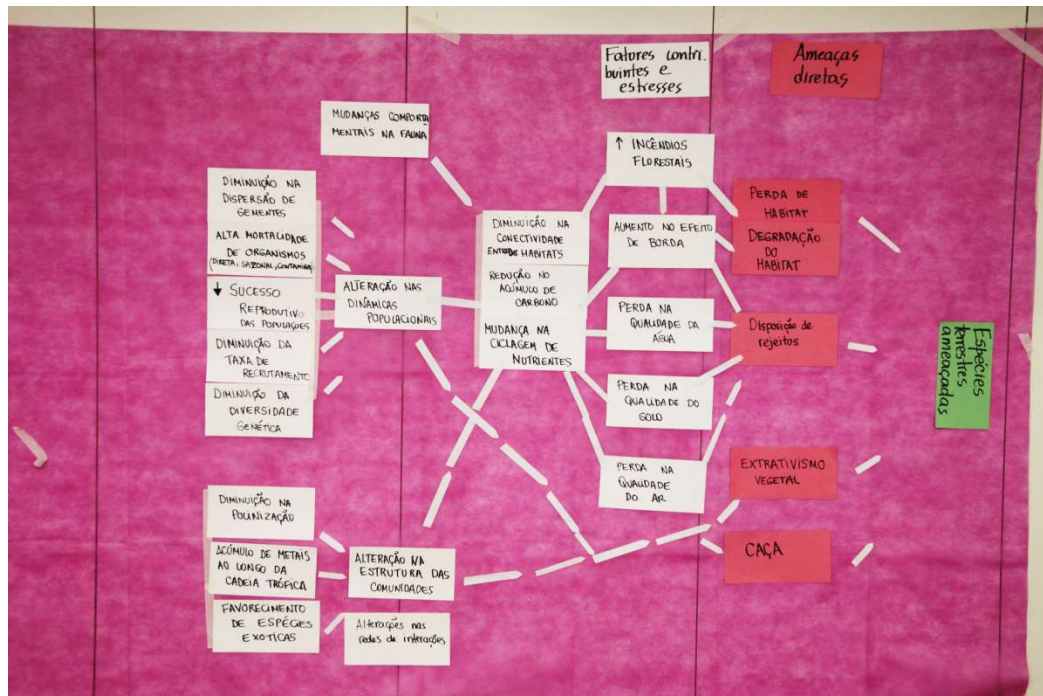 Fatores contri-
buintes e
estresses
Ameaças
diretas
MUDANÇAS COMPORTA
MENTAIS NA FAUNA
↑ INCÊNDIOS
FLORESTAIS
DIMINUIÇÃO NA
DISPERSÃO DE
SEMENTES
ALTA MORTALIDADE
DE ORGANISMOS
(DIRETA, SAZONAL,
↓ SUCESSO
REPRODUTIVO
DAS POPULAÇÕES
DIMINUIÇÃO DA
TAXA DE
RECRUTAMENTO
DIMINUIÇÃO DA
DIVERSIDADE
GENÉTICA
ALTERAÇÃO NAS
DINÂMICAS
POPULACIONAIS
DIMINUIÇÃO NA
CONECTIVIDADE
HABITATS
REDUÇÃO NO
ACÚMULO DE
CARBONO
MUDANÇA NA
CICLAGEM DE
NUTRIENTES
AUMENTO NO EFEITO
DE BORDA
PERDA NA
QUALIDADE DA
ÁGUA
PERDA NA
QUALIDADE DO
SOLO
PERDA NA
QUALIDADE
DO AR
PERDA DE
HABITAT
DEGRADAÇÃO
DO
HABITAT
Disposição de
rejeitos
EXTRATIVISMO
VEGETAL
CAÇA
Espécies
terrestres
ameaçadas
DIMINUIÇÃO NA
POLINIZAÇÃO
ACÚMULO DE METAIS
AO LONGO DA
CADEIA TRÓFICA
FAVORECIMENTO
DE ESPÉCIES
EXOTICAS
ALTERAÇÃO NA
ESTRUTURA DAS
COMUNIDADES
Alterações nas
redes de interações